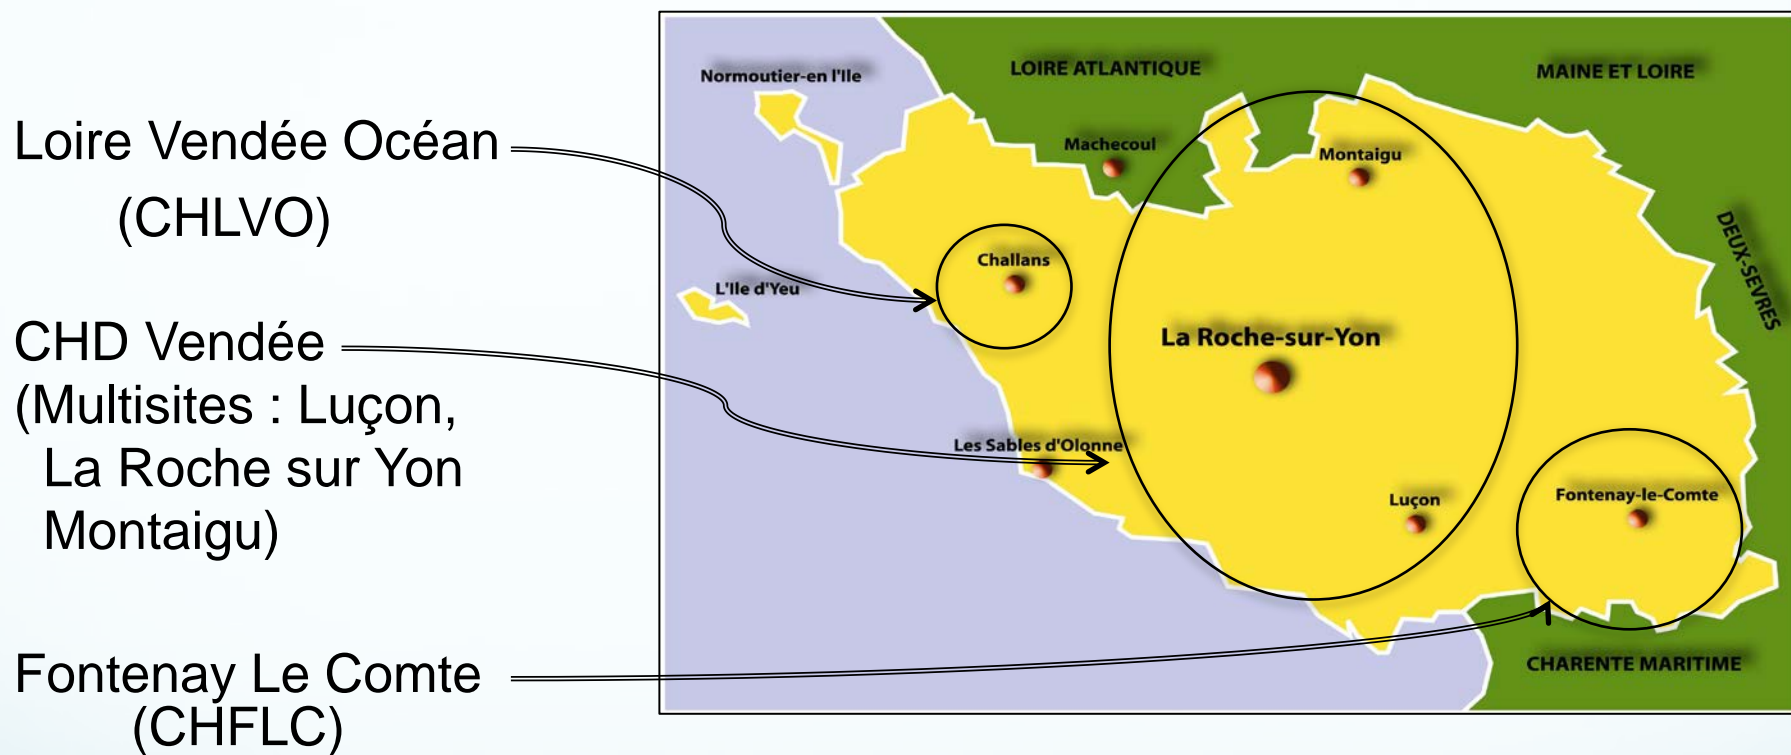 Loire Vendée Océan
(CHLVO)
CHD Vendée
(Multisites : Luçon,
La Roche sur Yon
Montaigu)
Fontenay Le Comte
(CHFLC)
Normoutier-en l'Ile
LOIRE ATLANTIQUE
MAINE ET LOIRE
Machecoul
Montaigu
DEUX-SEVRES
Challans
L'Ile d'Yeu
La Roche-sur-Yon
Les Sables d'Olonne
Luçon
Fontenay-le-Comte
CHARENTE MARITIME